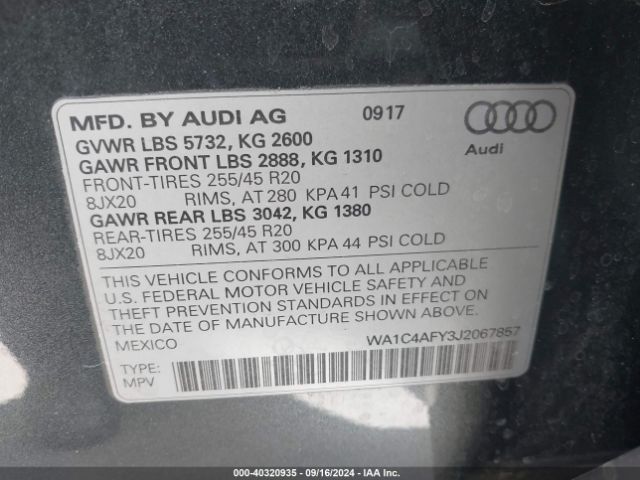 MFD. BY AUDI AG 0917
GVWR LBS 5732, KG 2600
GAWR FRONT LBS 2888, KG 1310
FRONT-TIRES 255/45 R20
8JX20 RIMS, AT 280 KPA 41 PSI COLD
GAWR REAR LBS 3042, KG 1380
REAR-TIRES 255/45 R20
8JX20 RIMS, AT 300 KPA 44 PSI COLD
Audi
THIS VEHICLE CONFORMS TO ALL APPLICABLE
U.S. FEDERAL MOTOR VEHICLE SAFETY AND
THEFT PREVENTION STANDARDS IN EFFECT ON
THE DATE OF MANUFACTURE SHOWN ABOVE.
MEXICO WA1C4AFY3J2067857
TYPE:
MPV
000-40320935 - 09/16/2024 - IAA Inc.